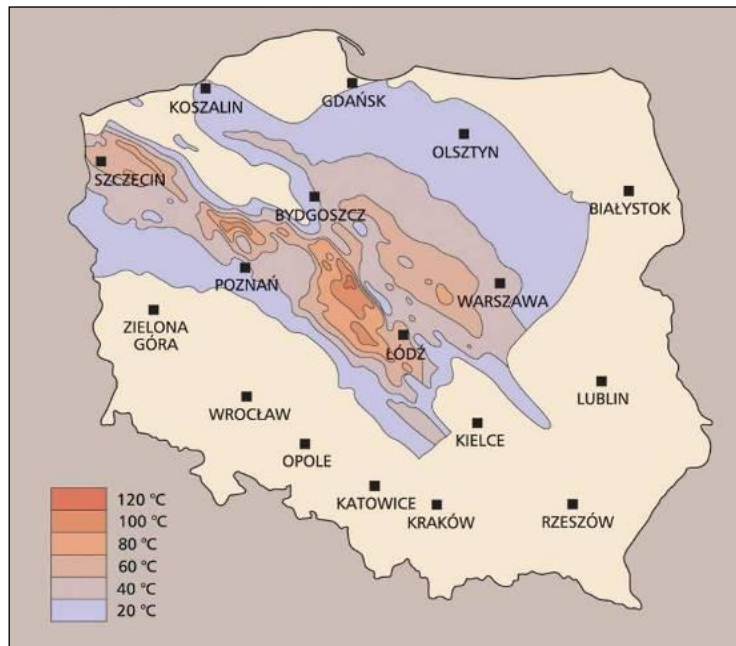 KOSZALIN
GDAŃSK
OLSZTYN
SZCZECIN
BIAŁYSTOK
BYDGOSZCZ
POZNAŃ
WARSZAWA
ZIELONA
GÓRA
ŁÓDŹ
LUBLIN
WROCŁAW
KIELCE
OPOLE
KATOWICE
KRAKÓW
RZESZÓW
120 °C
100 °C
80 °C
60 °C
40 °C
20 °C